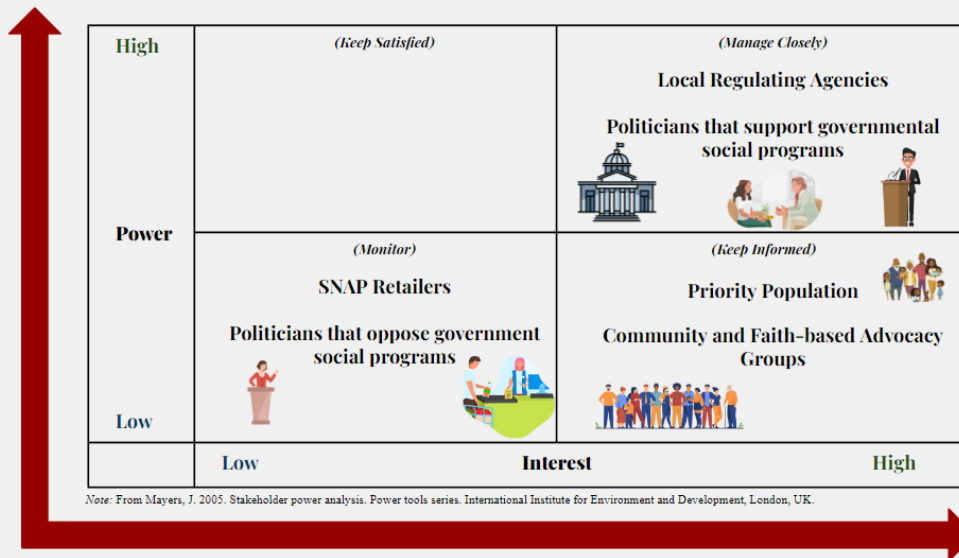 High
(Keep Satisfied)
(Manage Closely)
Local Regulating Agencies
Politicians that support governmental
social programs
Power
(Monitor)
SNAP Retailers
Politicians that oppose government
social programs
(Keep Informed)
Priority Population
Community and Faith-based Advocacy
Groups
Low
Low
Interest
High
Note: From Mayers, J. 2005. Stakeholder power analysis. Power tools series. International Institute for Environment and Development, London, UK.